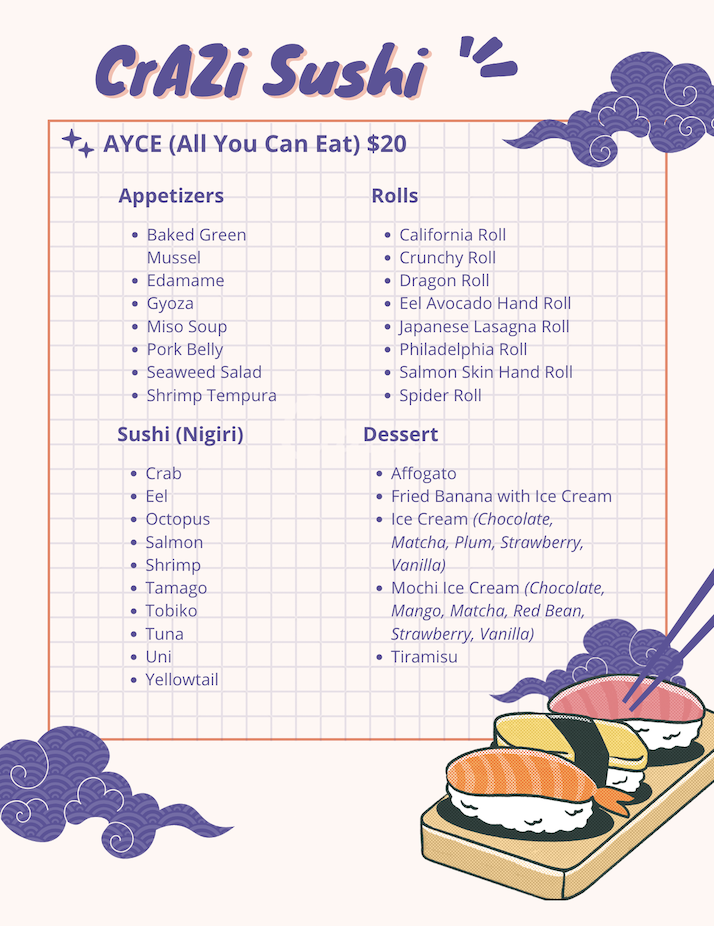 CrAZi Sushi
AYCE (All You Can Eat) $20
Appetizers
Baked Green
Mussel
Edamame
Gyoza
Miso Soup
Pork Belly
Seaweed Salad
Shrimp Tempura
Rolls
California Roll
Crunchy Roll
Dragon Roll
Eel Avocado Hand Roll
Japanese Lasagna Roll
Philadelphia Roll
Salmon Skin Hand Roll
Spider Roll
Sushi (Nigiri)
Crab
Eel
Octopus
Salmon
Shrimp
Tamago
Tobiko
Tuna
Uni
Yellowtail
Dessert
Affogato
Fried Banana with Ice Cream
Ice Cream (Chocolate,
Matcha, Plum, Strawberry,
Vanilla)
Mochi Ice Cream (Chocolate,
Mango, Matcha, Red Bean,
Strawberry, Vanilla)
Tiramisu